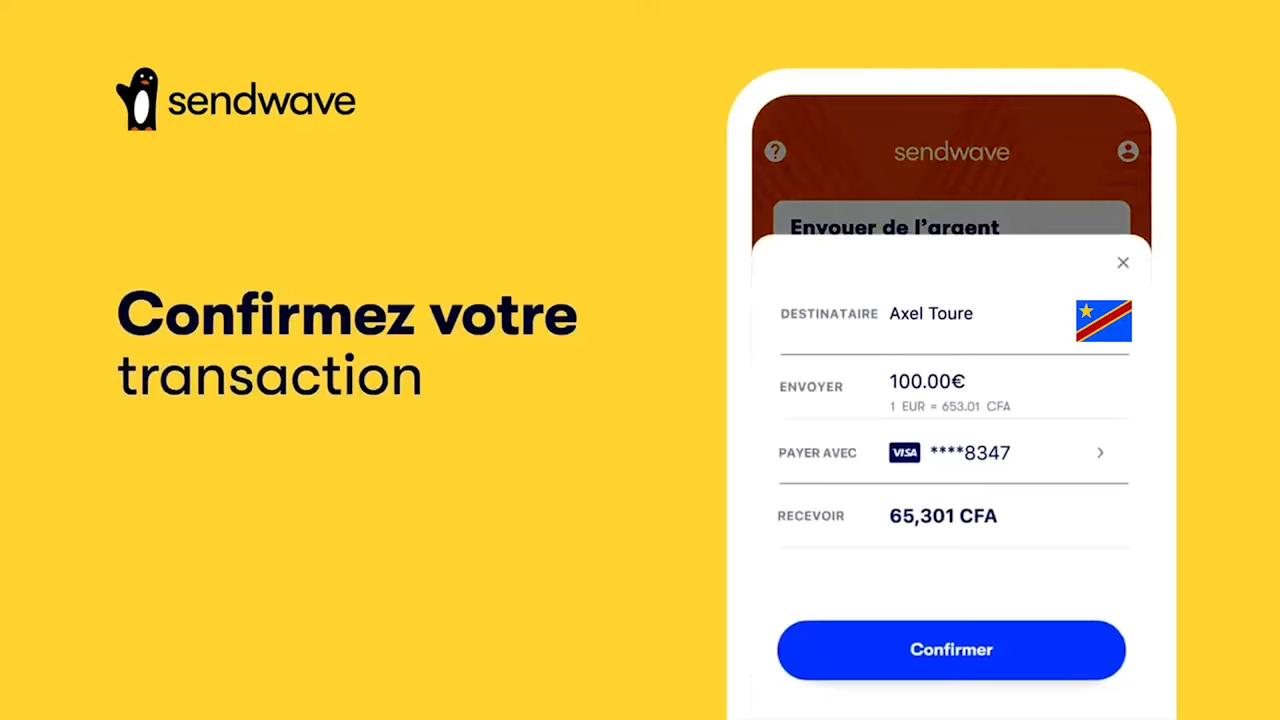 sendwave
Confirmez votre
transaction
?
sendwave
Envoyer de l'argent
DESTINATAIRE Axel Toure
ENVOYER 100.00€
1 EUR = 653.01 CFA
PAYER AVEC VISA ****8347
RECEVOIR 65,301 CFA
Confirmer